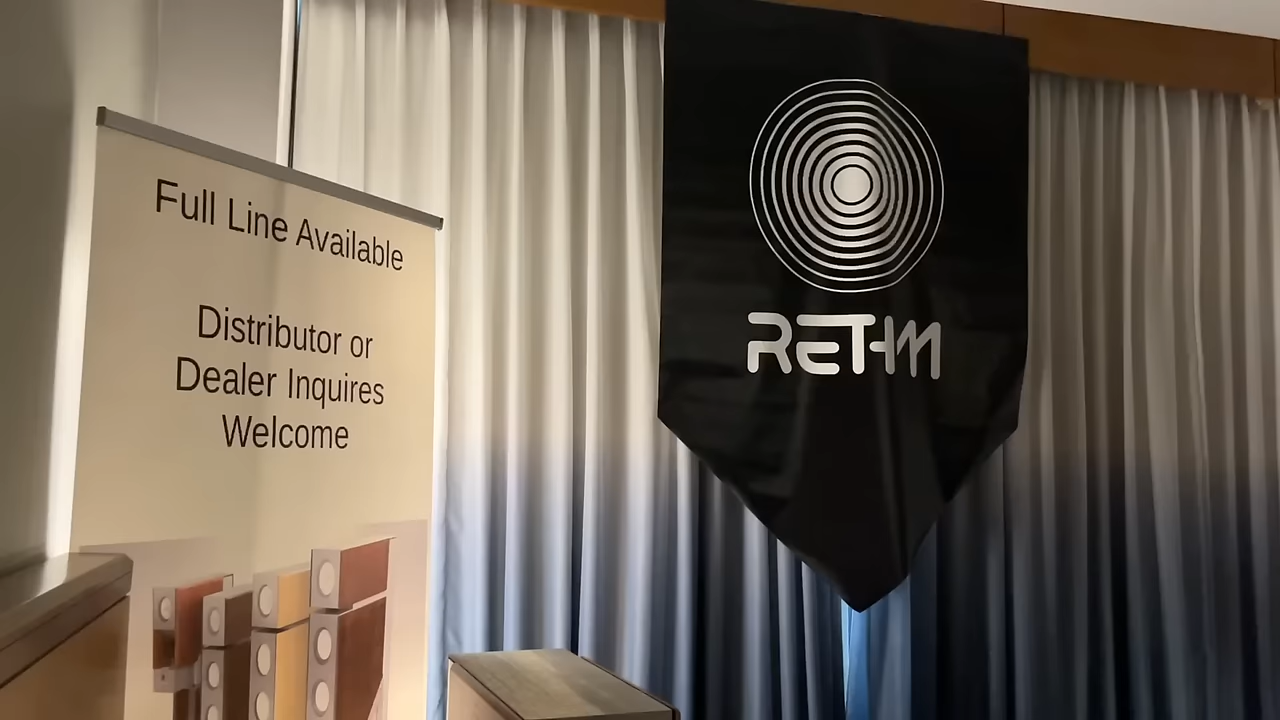 Full Line Available
Distributor or
Dealer Inquires
Welcome
RETHM